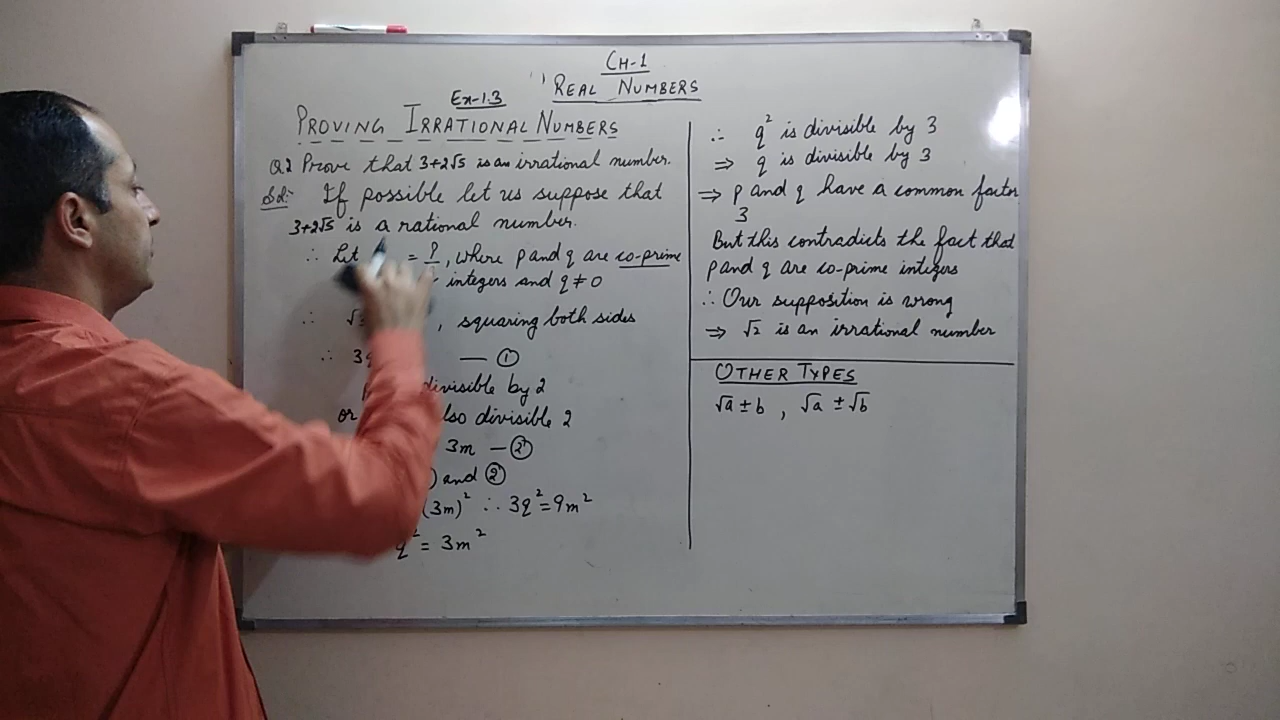 CH-1
REAL NUMBERS
Ex-1.3
PROVING IRRATIONAL NUMBERS
Q2 Prove that 3+2√5 is an irrational number.
Sol: If possible let us suppose that
3+2√5 is a rational number.
∴ Let = p, where p and q are co-prime
integers and q ≠ 0
∴ , squaring both sides
∴ 3q — ①
divisible by 2
or also divisible 2
3m — ②
and ②
(3m)² ∴ 3q² = 9m²
q² = 3m²
∴ q² is divisible by 3
⇒ q is divisible by 3
⇒ p and q have a common factor
3
But this contradicts the fact that
p and q are co-prime integers
∴ Our supposition is wrong
⇒ √2 is an irrational number
OTHER TYPES
√a ± b , √a ± √b